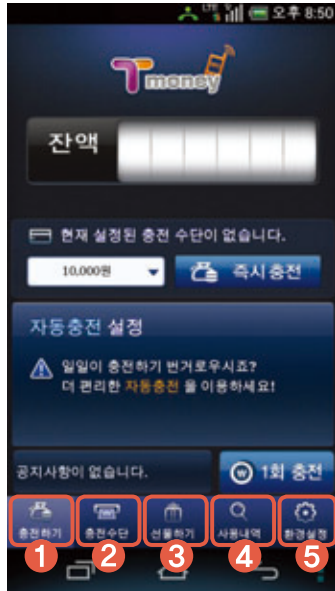 LTE 오후 8:50
Tmoney
잔액
현재 설정된 충전 수단이 없습니다.
10,000원 즉시충전
자동충전 설정
일일이 충전하기 번거로우시죠?
더 편리한 자동충전 을 이용하세요!
공지사항이 없습니다. 1회 충전
충전하기 충전수단 선물하기 사용내역 환경설정
1 2 3 4 5